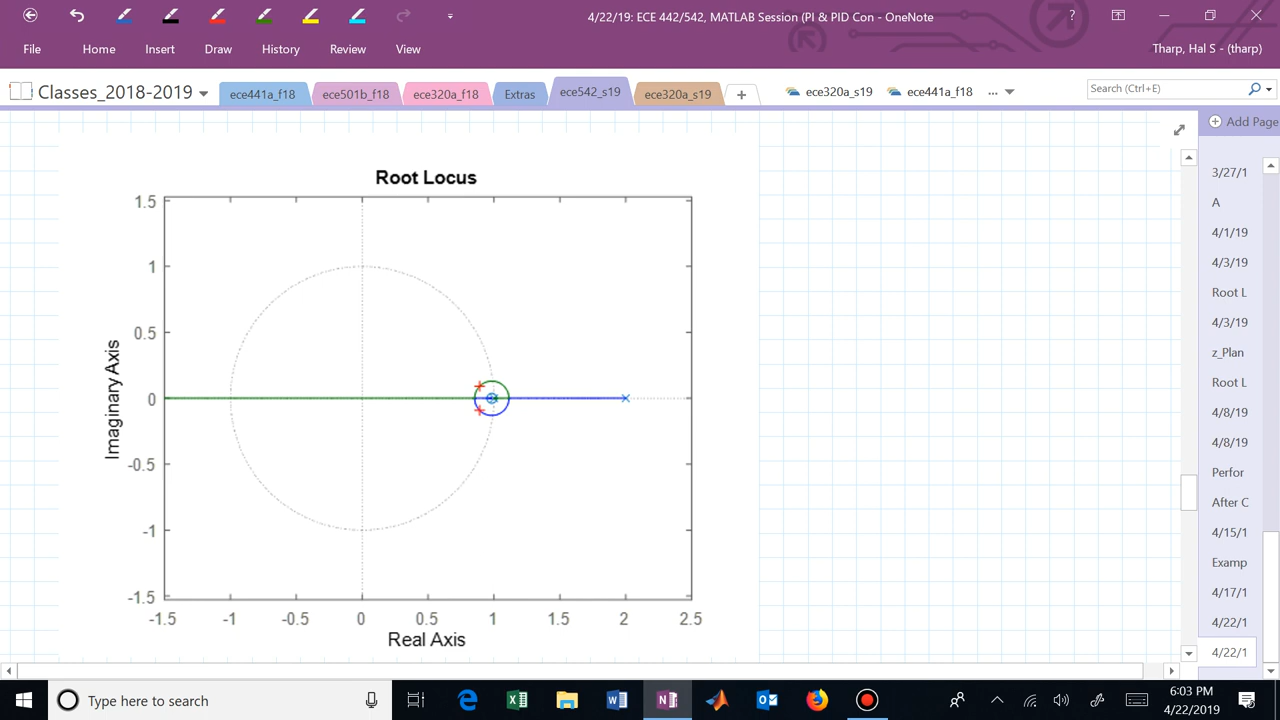 4/22/19: ECE 442/542, MATLAB Session (PI & PID Con - OneNote
File Home Insert Draw History Review View
Tharp, Hal S - (tharp)
Classes_2018-2019 ece441a_f18 ece501b_f18 ece320a_f18 Extras ece542_s19 ece320a_s19 ece320a_s19 ece441a_f18 ... Search (Ctrl+E)
Add Page
3/27/1
A
4/1/19
4/3/19
Root L
4/3/19
z_Plan
Root L
4/8/19
4/8/19
Perfor
After C
4/15/1
Examp
4/17/1
4/22/1
4/22/1
Root Locus
1.5
1
0.5
0
-0.5
-1
-1.5
Imaginary Axis
-1.5 -1 -0.5 0 0.5 1 1.5 2 2.5
Real Axis
Type here to search
6:03 PM
4/22/2019